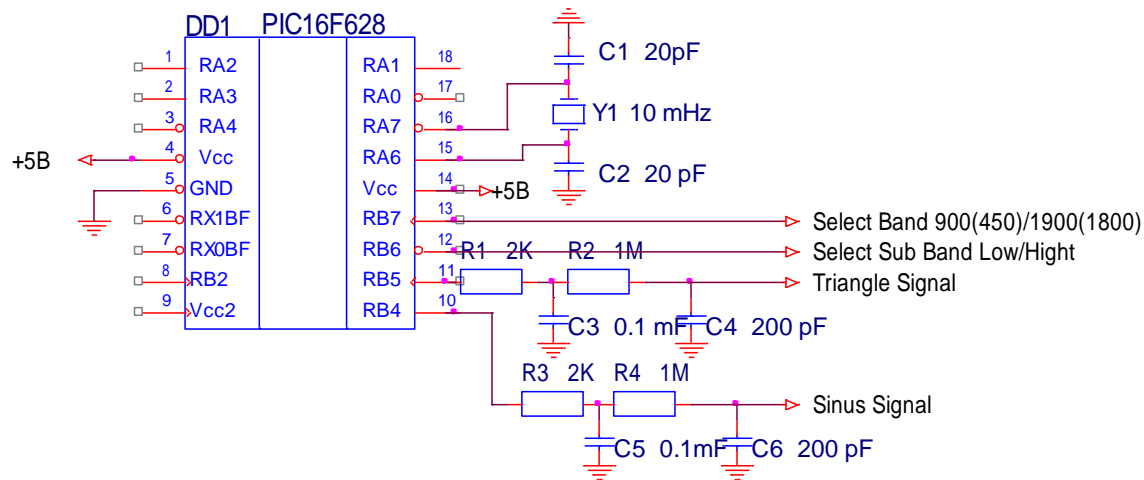 DD1 PIC16F628
1 RA2 RA1 18
2 RA3 RA0 17
3 RA4 RA7 16
+5B 4 Vcc RA6 15
5 GND Vcc 14 +5B
6 RX1BF RB7 13 Select Band 900(450)/1900(1800)
7 RX0BF RB6 12 Select Sub Band Low/Hight
8 RB2 RB5 11 Triangle Signal
9 Vcc2 RB4 10
C1 20pF
Y1 10 mHz
C2 20 pF
R1 2K R2 1M
C3 0.1 mF C4 200 pF
R3 2K R4 1M
Sinus Signal
C5 0.1mF C6 200 pF